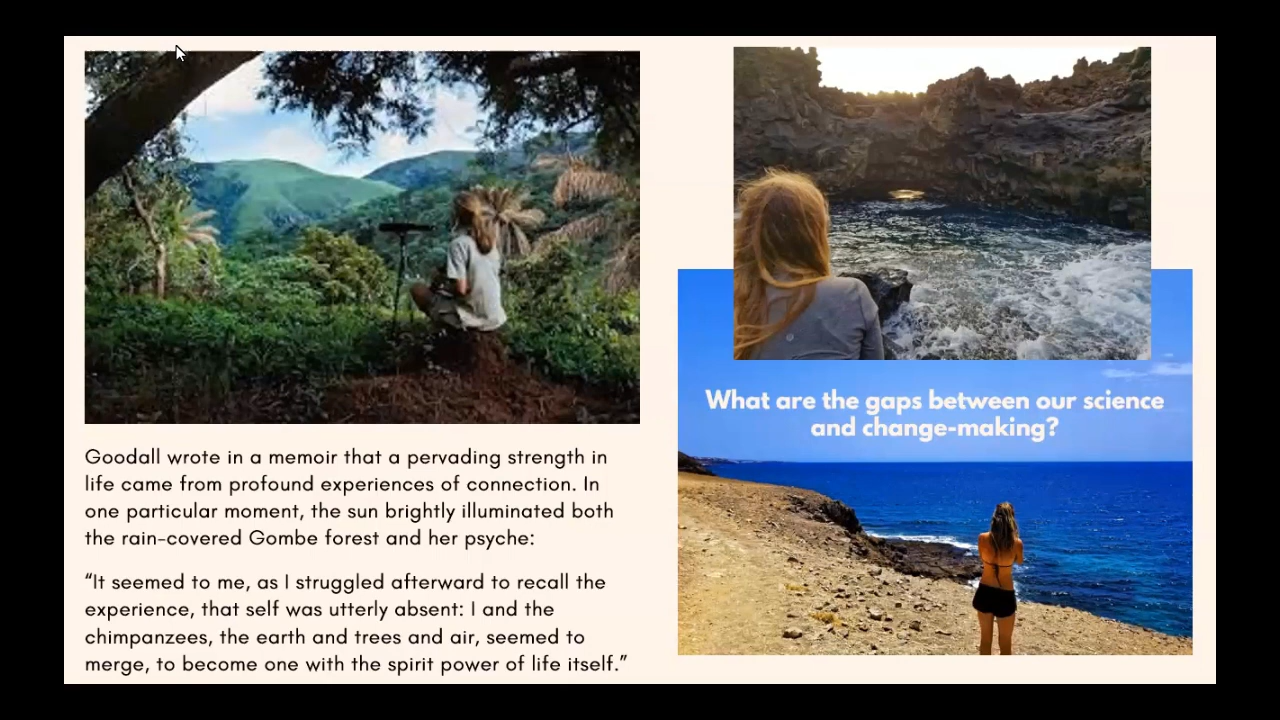 Goodall wrote in a memoir that a pervading strength in
life came from profound experiences of connection. In
one particular moment, the sun brightly illuminated both
the rain-covered Gombe forest and her psyche:
“It seemed to me, as I struggled afterward to recall the
experience, that self was utterly absent: I and the
chimpanzees, the earth and trees and air, seemed to
merge, to become one with the spirit power of life itself.”
What are the gaps between our science
and change-making?